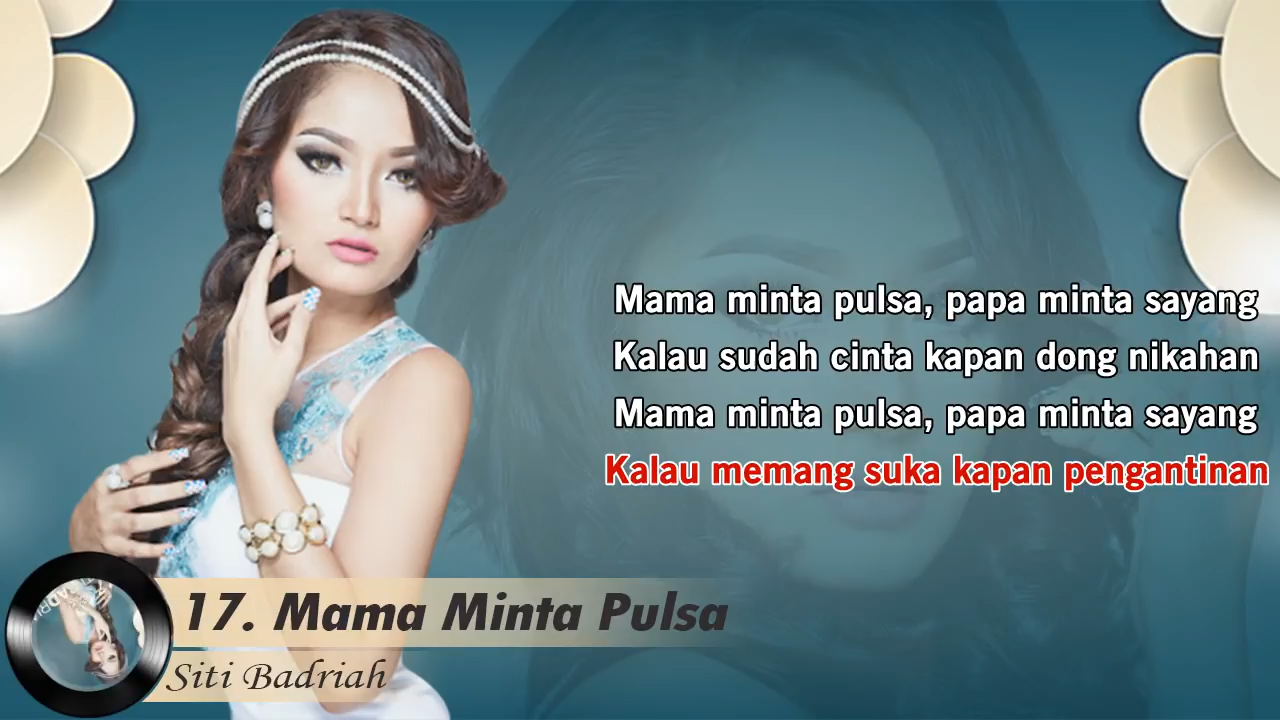 Mama minta pulsa, papa minta sayang
Kalau sudah cinta kapan dong nikahan
Mama minta pulsa, papa minta sayang
Kalau memang suka kapan pengantinan
17. Mama Minta Pulsa
Siti Badriah